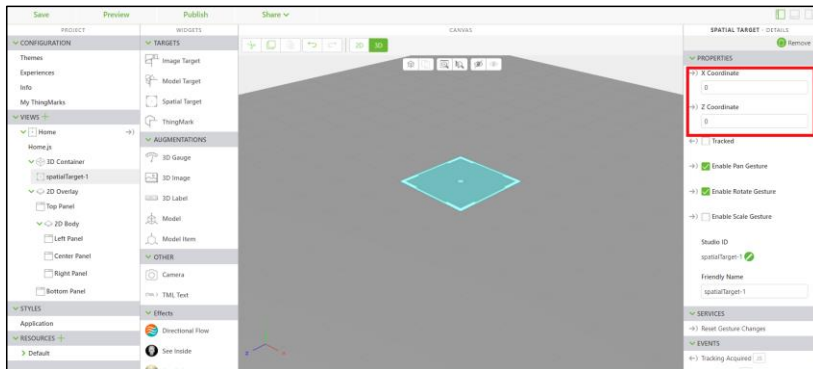 Save Preview Publish Share
PROJECT
CONFIGURATION
Themes
Experiences
Info
My ThingMarks
VIEWS
Home
Home.js
3D Container
spatialTarget-1
2D Overlay
Top Panel
2D Body
Left Panel
Center Panel
Right Panel
Bottom Panel
STYLES
Application
RESOURCES
Default
WIDGETS
TARGETS
Image Target
Model Target
Spatial Target
ThingMark
AUGMENTATIONS
3D Gauge
3D Image
3D Label
Model
Model Item
OTHER
Camera
TML Text
Effects
Directional Flow
See Inside
CANVAS
2D 3D
z x
SPATIAL TARGET - DETAILS
Remove
PROPERTIES
X Coordinate
0
Z Coordinate
0
Tracked
Enable Pan Gesture
Enable Rotate Gesture
Enable Scale Gesture
Studio ID
spatialTarget-1
Friendly Name
spatialTarget-1
SERVICES
Reset Gesture Changes
EVENTS
Tracking Acquired